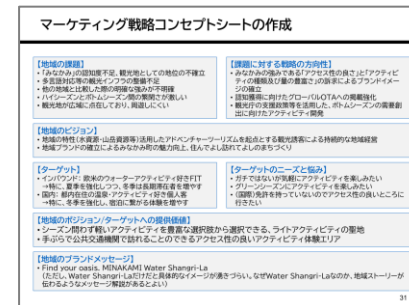 マーケティング戦略コンセプトシートの作成
【地域の課題】
・「みなかみ」の認知度不足、観光地としての地位の不確立
・多言語対応等の観光インフラの整備が不足
・他の地域と比較した際の明確な強みが不明確
・ハイシーズンとボトムシーズン間の繁閑さが激しい
・観光地が広域に点在しており、周遊しにくい
【課題に対する戦略の方向性】
・みなかみの強みである「アクセス性の良さ」と「アクティビ
ティの種類及び量の豊富さ」の訴求によるブランドイメー
ジの確立
・認知獲得に向けたグローバルOTAへの掲載強化
・観光庁の支援政策等を活用した、ボトムシーズンの需要創
出に向けたアクティビティ開発
【地域のビジョン】
・地域の特性(水資源・山岳資源等)活用したアドベンチャーツーリズムを起点とする観光誘客による持続的な地域経営
・地域ブランドの確立によるみなかみ町の魅力向上、住んでよし訪れてよしのまちづくり
【ターゲット】
・インバウンド: 欧米のウォーターアクティビティ好きFIT
→特に、夏季を強化しつつ、冬季は長期滞在者を増やす
・国内: 都内在住の温泉・アクティビティ好き個人客
→特に、冬季を強化し、宿泊に繋がる体験を増やす
【ターゲットのニーズと悩み】
・ガチではないが気軽にアクティビティを楽しみたい
・グリーンシーズンにアクティビティを楽しみたい
・(国際)免許を持っていないのでアクセス性の良いところに
行きたい
【地域のポジション/ターゲットへの提供価値】
・シーズン問わず軽いアクティビティを豊富な選択肢から選択できる、ライトアクティビティの聖地
・手ぶらで公共交通機関で訪れることのできるアクセス性の良いアクティビティ体験エリア
【地域のブランドメッセージ】
・Find your oasis, MINAKAMI Water Shangri-La
(ただし、Water Shangri-Laだけだと具体的なイメージが湧きづらい。なぜWater Shangri-Laなのか、地域ストーリーが
伝わるようなメッセージ解説があるとよい)
31